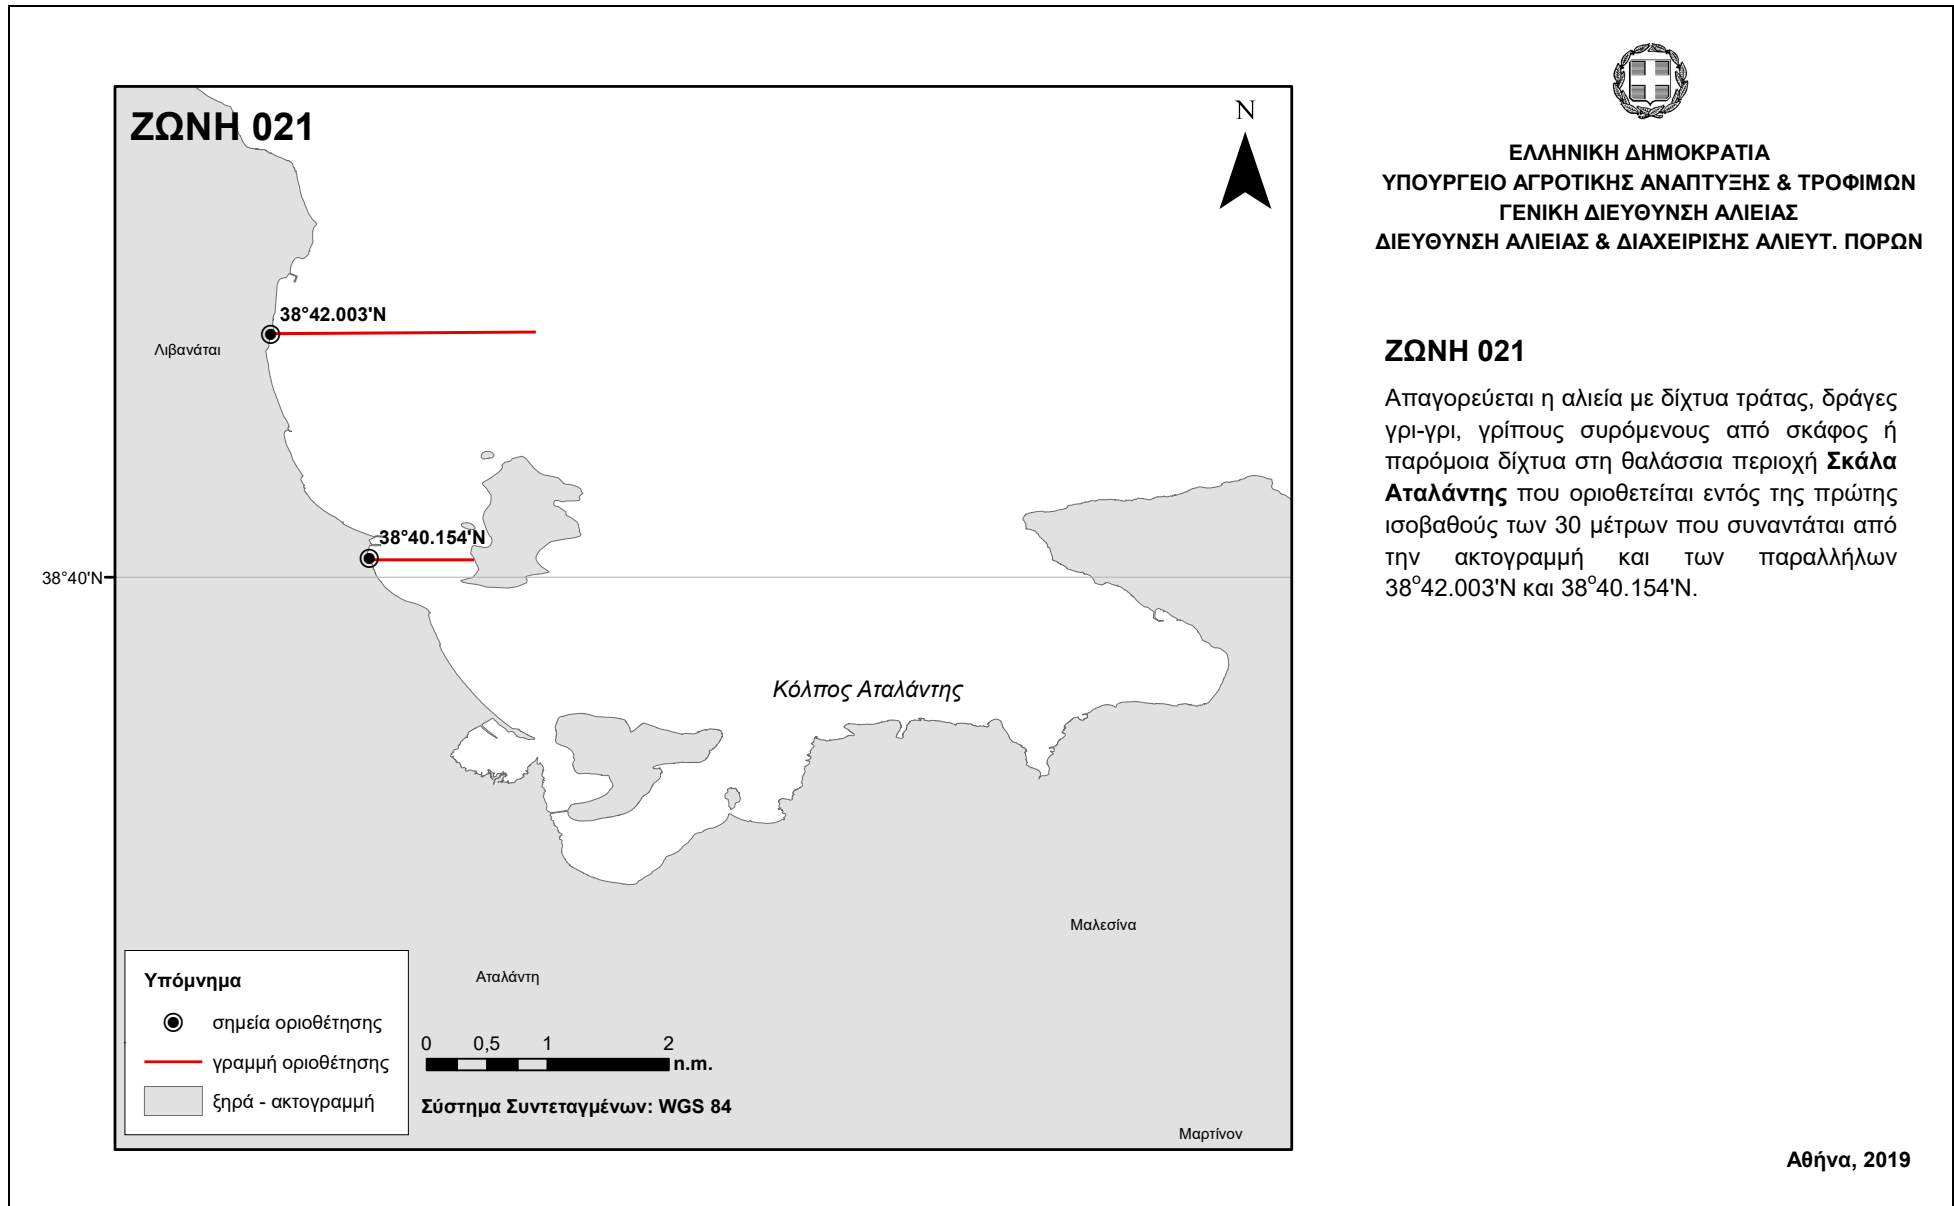 ΖΩΝΗ 021
N
38°42.003'N
Λιβανάται
38°40.154'N
38°40'N
Κόλπος Αταλάντης
Μαλεσίνα
Αταλάντη
Μαρτίνον
Υπόμνημα
σημεία οριοθέτησης
γραμμή οριοθέτησης
ξηρά - ακτογραμμή
0 0,5 1 2
n.m.
Σύστημα Συντεταγμένων: WGS 84
ΕΛΛΗΝΙΚΗ ΔΗΜΟΚΡΑΤΙΑ
ΥΠΟΥΡΓΕΙΟ ΑΓΡΟΤΙΚΗΣ ΑΝΑΠΤΥΞΗΣ & ΤΡΟΦΙΜΩΝ
ΓΕΝΙΚΗ ΔΙΕΥΘΥΝΣΗ ΑΛΙΕΙΑΣ
ΔΙΕΥΘΥΝΣΗ ΑΛΙΕΙΑΣ & ΔΙΑΧΕΙΡΙΣΗΣ ΑΛΙΕΥΤ. ΠΟΡΩΝ
ΖΩΝΗ 021
Απαγορεύεται η αλιεία με δίχτυα τράτας, δράγες
γρι-γρι, γρίπους συρόμενους από σκάφος ή
παρόμοια δίχτυα στη θαλάσσια περιοχή Σκάλα
Αταλάντης που οριοθετείται εντός της πρώτης
ισοβαθούς των 30 μέτρων που συναντάται από
την ακτογραμμή και των παραλλήλων
38°42.003'Ν και 38°40.154'Ν.
Αθήνα, 2019